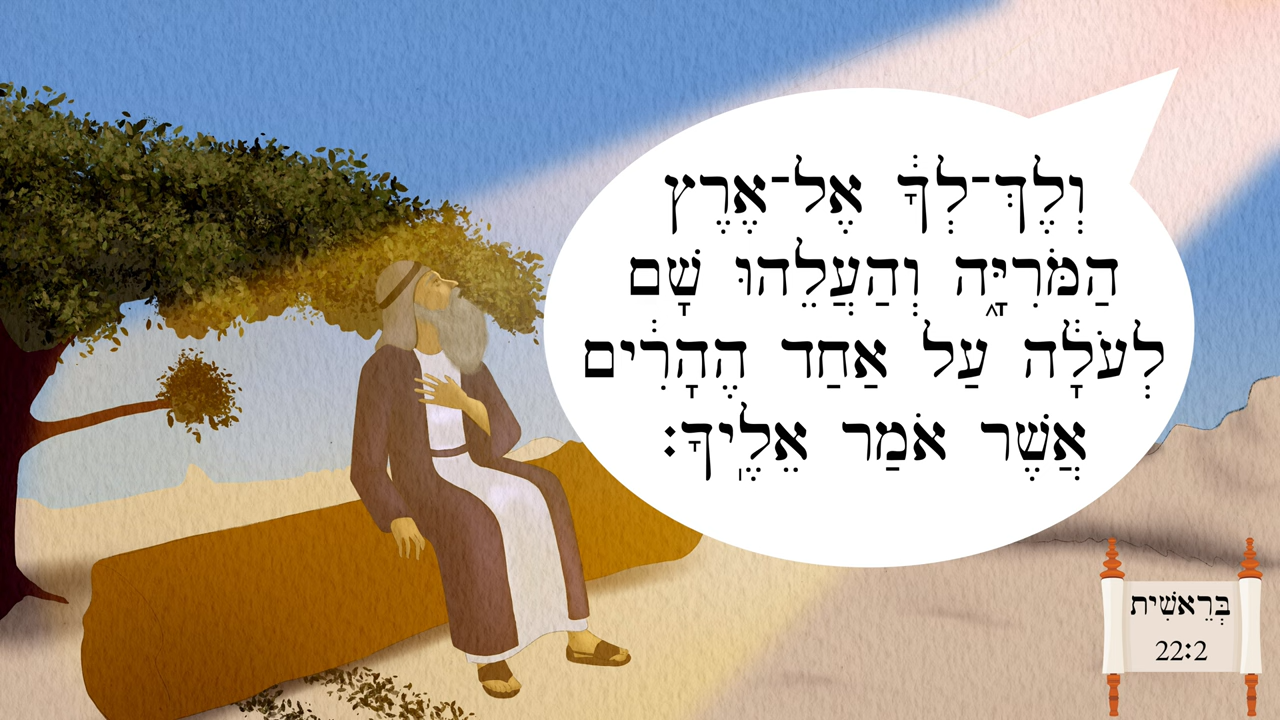 וְלֶךְ־לְךָ֔ אֶל־אֶרֶץ
הַמֹּרִיָּ֑ה וְהַעֲלֵהוּ שָׁם
לְעֹלָ֔ה עַל אַחַד הֶהָרִ֔ים
אֲשֶׁר אֹמַר אֵלֶֽיךָ׃
בְּרֵאשִׁית
22:2